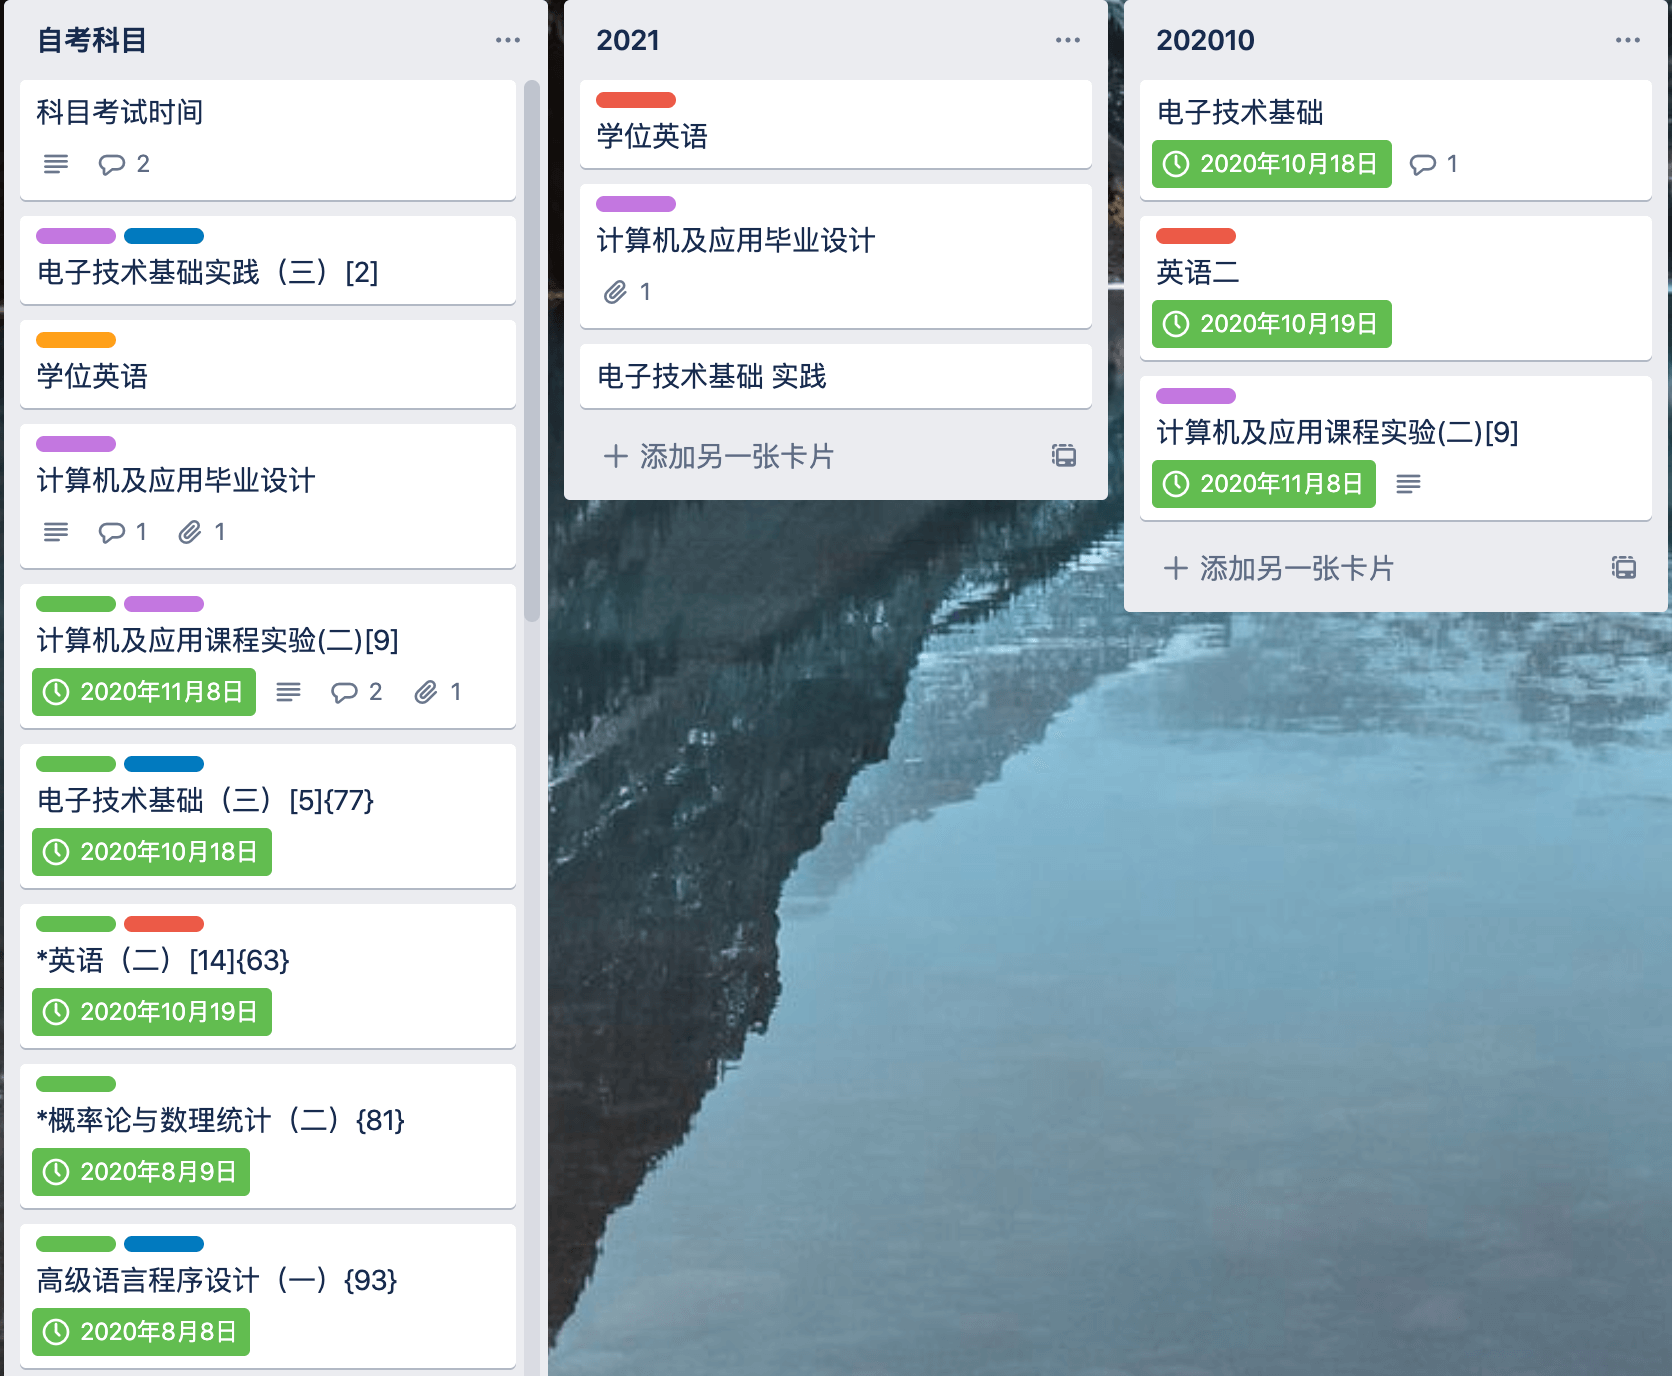 自考科目
科目考试时间
2
电子技术基础实践（三）[2]
学位英语
计算机及应用毕业设计
1 1
计算机及应用课程实验(二)[9]
2020年11月8日 2 1
电子技术基础（三）[5]{77}
2020年10月18日
*英语（二）[14]{63}
2020年10月19日
*概率论与数理统计（二）{81}
2020年8月9日
高级语言程序设计（一）{93}
2020年8月8日
2021
学位英语
计算机及应用毕业设计
1
电子技术基础 实践
添加另一张卡片
202010
电子技术基础
2020年10月18日 1
英语二
2020年10月19日
计算机及应用课程实验(二)[9]
2020年11月8日
添加另一张卡片